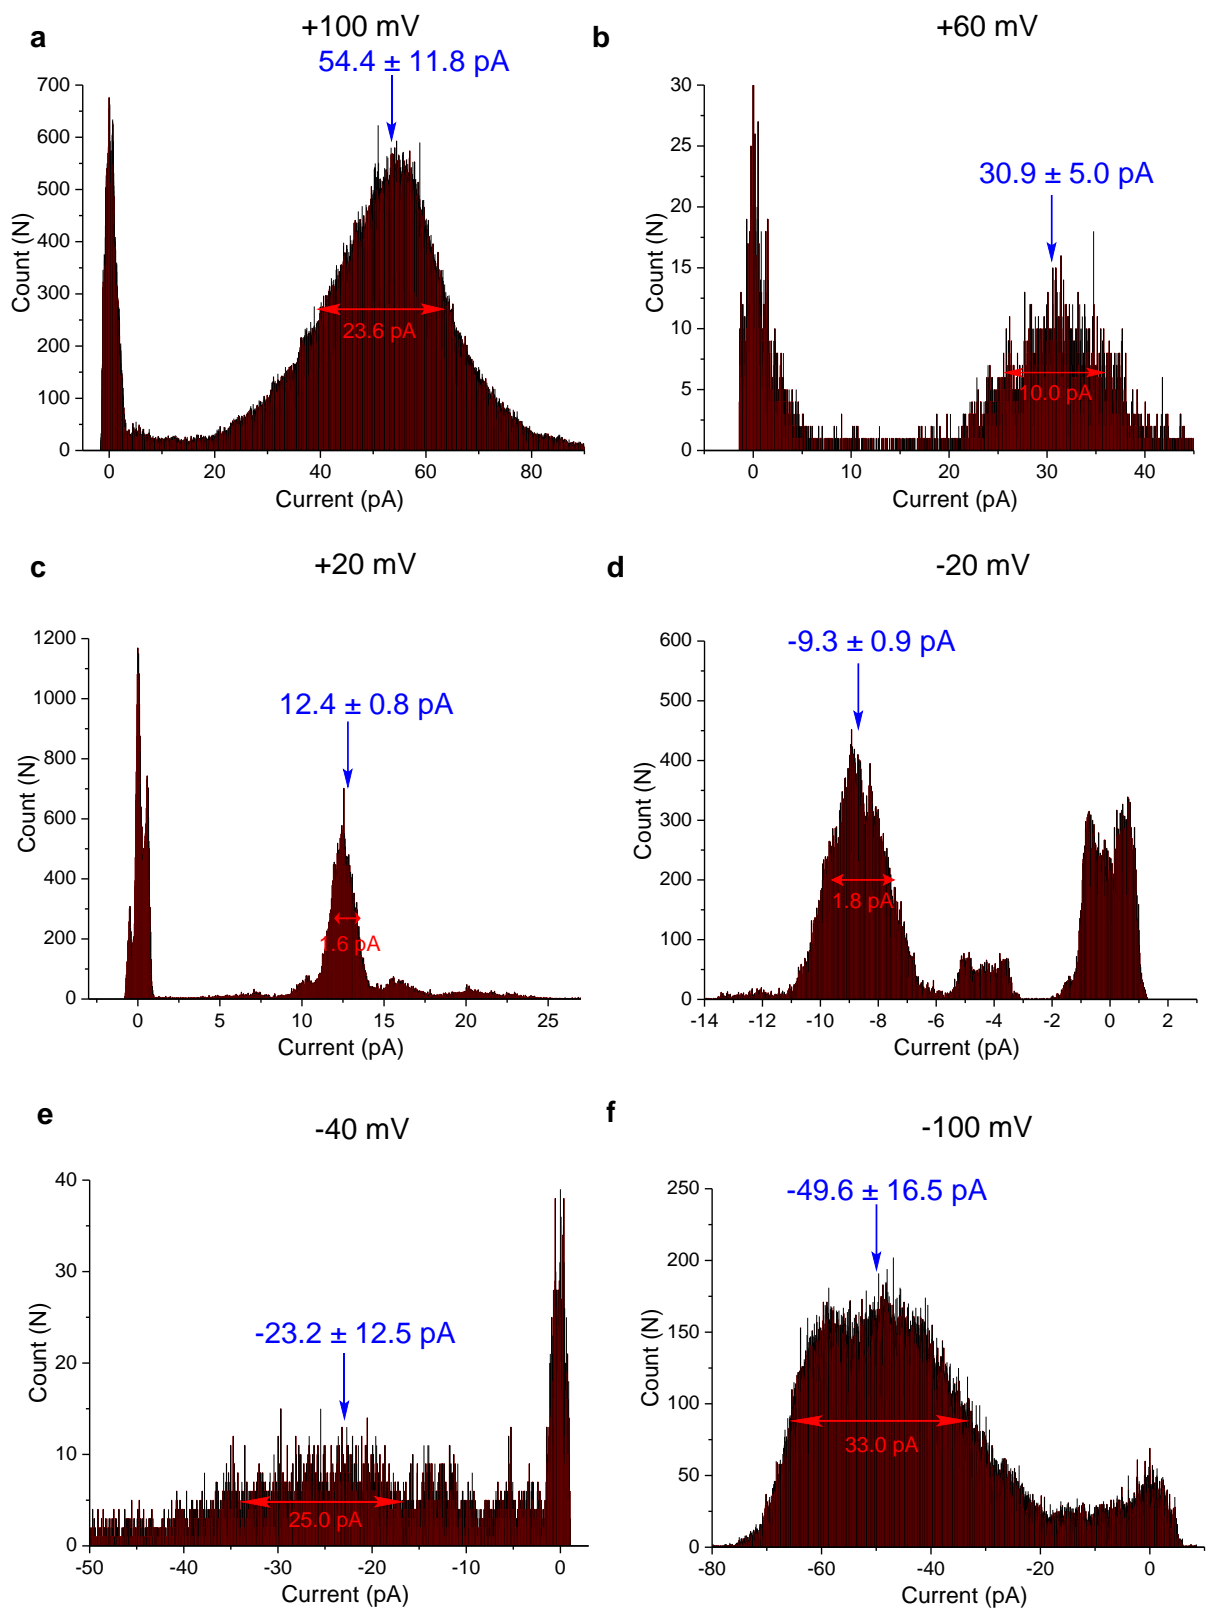 a
+100 mV
54.4 ± 11.8 pA
700
600
500
400
300
200
100
0
Count (N)
23.6 pA
0 20 40 60 80
Current (pA)
b
+60 mV
30.9 ± 5.0 pA
30
25
20
15
10
5
0
Count (N)
10.0 pA
0 10 20 30 40
Current (pA)
c
+20 mV
12.4 ± 0.8 pA
1200
1000
800
600
400
200
0
Count (N)
1.6 pA
0 5 10 15 20 25
Current (pA)
d
-20 mV
-9.3 ± 0.9 pA
600
500
400
300
200
100
0
Count (N)
1.8 pA
-14 -12 -10 -8 -6 -4 -2 0 2
Current (pA)
e
-40 mV
-23.2 ± 12.5 pA
40
30
20
10
0
Count (N)
25.0 pA
-50 -40 -30 -20 -10 0
Current (pA)
f
-100 mV
-49.6 ± 16.5 pA
250
200
150
100
50
0
Count (N)
33.0 pA
-80 -60 -40 -20 0
Current (pA)